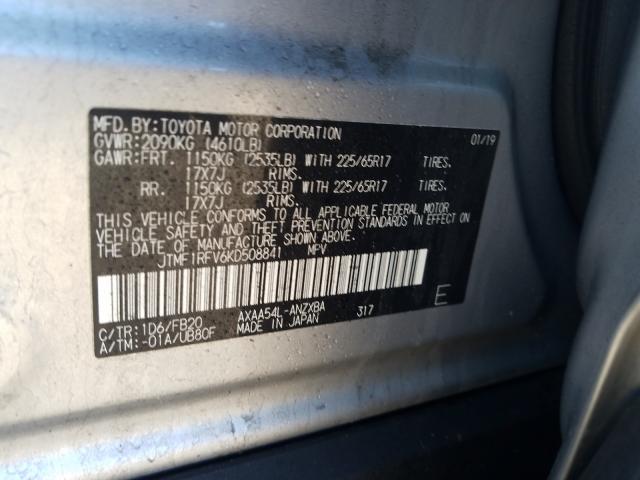 MFD.BY:TOYOTA MOTOR CORPORATION 01/19
GVWR:2090KG (4610LB)
GAWR:FRT. 1150KG (2535LB) WITH 225/65R17 TIRES.
17X7J RIMS.
RR. 1150KG (2535LB) WITH 225/65R17 TIRES.
17X7J RIMS.
THIS VEHICLE CONFORMS TO ALL APPLICABLE FEDERAL MOTOR
VEHICLE SAFETY AND THEFT PREVENTION STANDARDS IN EFFECT ON
THE DATE OF MANUFACTURE SHOWN ABOVE.
JTMF1RFV6KD508841 MPV
C/TR:1D6/FB20 AXAA54L-ANZXBA 317 E
A/TM:-01A/UB80F MADE IN JAPAN